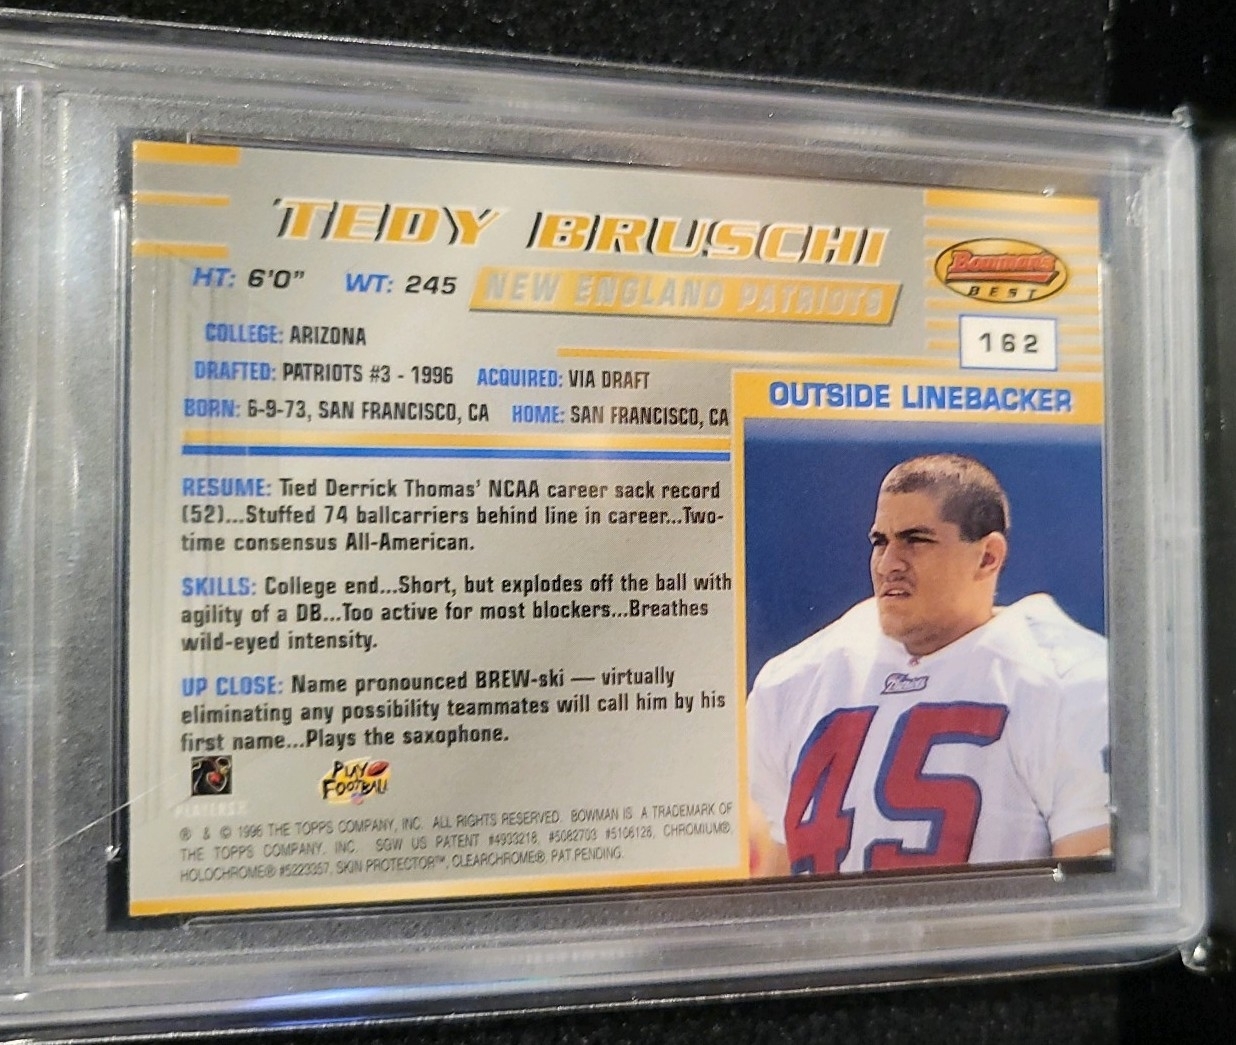 TEDY BRUSCHI
HT: 6'0" WT: 245 NEW ENGLAND PATRIOTS
Bowman's
BEST
162
COLLEGE: ARIZONA
DRAFTED: PATRIOTS #3 - 1996 ACQUIRED: VIA DRAFT
BORN: 6-9-73, SAN FRANCISCO, CA HOME: SAN FRANCISCO, CA
OUTSIDE LINEBACKER
RESUME: Tied Derrick Thomas' NCAA career sack record
(52)...Stuffed 74 ballcarriers behind line in career...Two-
time consensus All-American.
SKILLS: College end...Short, but explodes off the ball with
agility of a DB...Too active for most blockers...Breathes
wild-eyed intensity.
UP CLOSE: Name pronounced BREW-ski — virtually
eliminating any possibility teammates will call him by his
first name...Plays the saxophone.
Patriots
45
PLAYERS
PLAY
FOOTBALL
® & © 1996 THE TOPPS COMPANY, INC. ALL RIGHTS RESERVED. BOWMAN IS A TRADEMARK OF
THE TOPPS COMPANY, INC. SGW US PATENT #4933218, #5082703 #5106126, CHROMIUM®,
HOLOCHROME® #5223357, SKIN PROTECTOR™, CLEARCHROME®, PAT.PENDING.